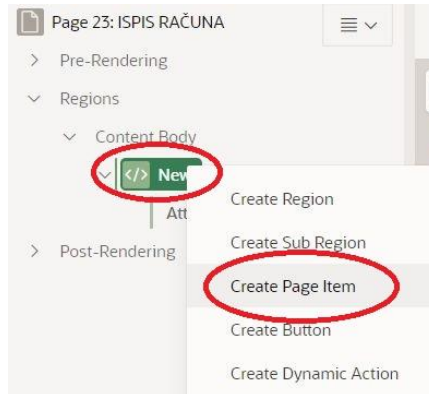 Page 23: ISPIS RAČUNA
Pre-Rendering
Regions
Content Body
</> New
Create Region
Att
Create Sub Region
Post-Rendering
Create Page Item
Create Button
Create Dynamic Action